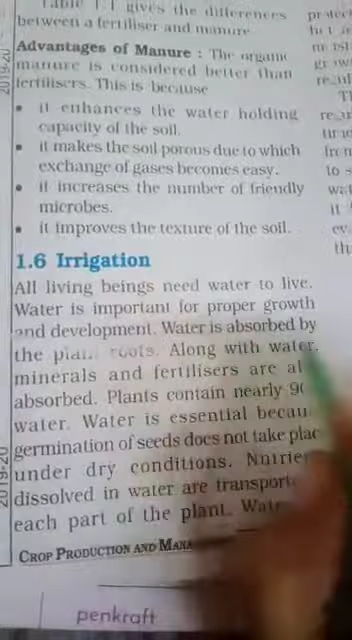 Table 1.1 gives the differences
between a fertiliser and manure
Advantages of Manure : The organic
manure is considered better than
fertilisers. This is because
• it enhances the water holding
capacity of the soil.
• it makes the soil porous due to which
exchange of gases becomes easy.
• it increases the number of friendly
microbes.
• it improves the texture of the soil.
1.6 Irrigation
All living beings need water to live.
Water is important for proper growth
and development. Water is absorbed by
the plan roots. Along with water,
minerals and fertilisers are al
absorbed. Plants contain nearly 90
water. Water is essential becau
germination of seeds does not take plac
under dry conditions. Nutrie
dissolved in water are transport
each part of the plant. Wat
CROP PRODUCTION AND MANA
2019-20
2019-20
penkraft